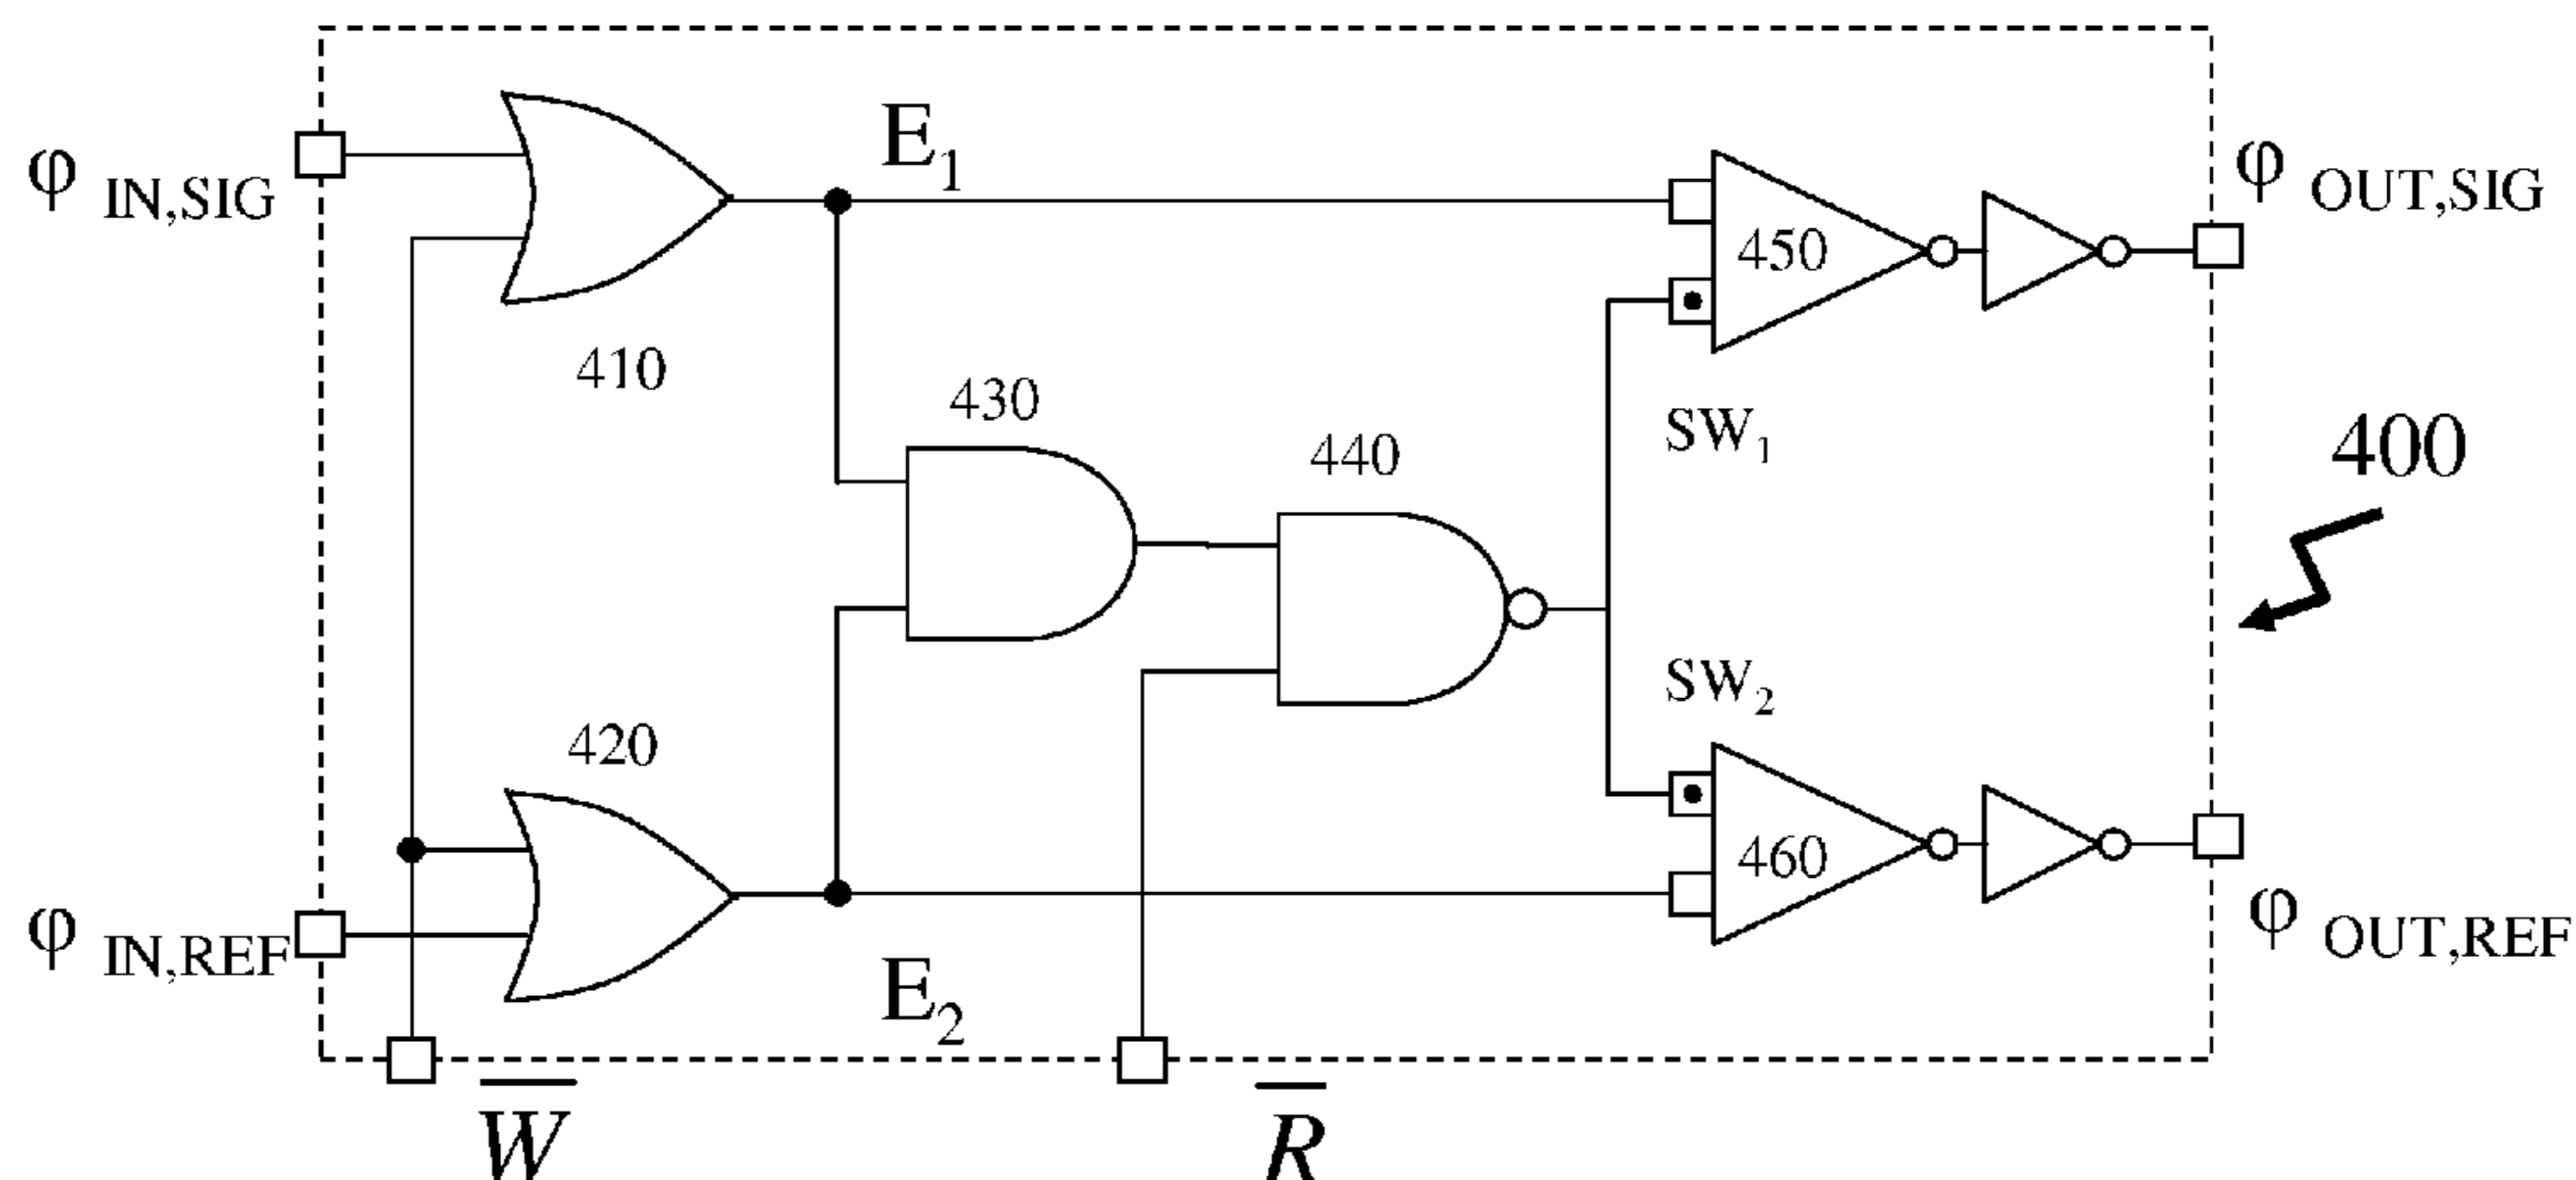 φ IN,SIG
E1
410
430
440
420
φ IN,REF
E2
W̅
R̅
450
SW1
SW2
460
φ OUT,SIG
400
φ OUT,REF